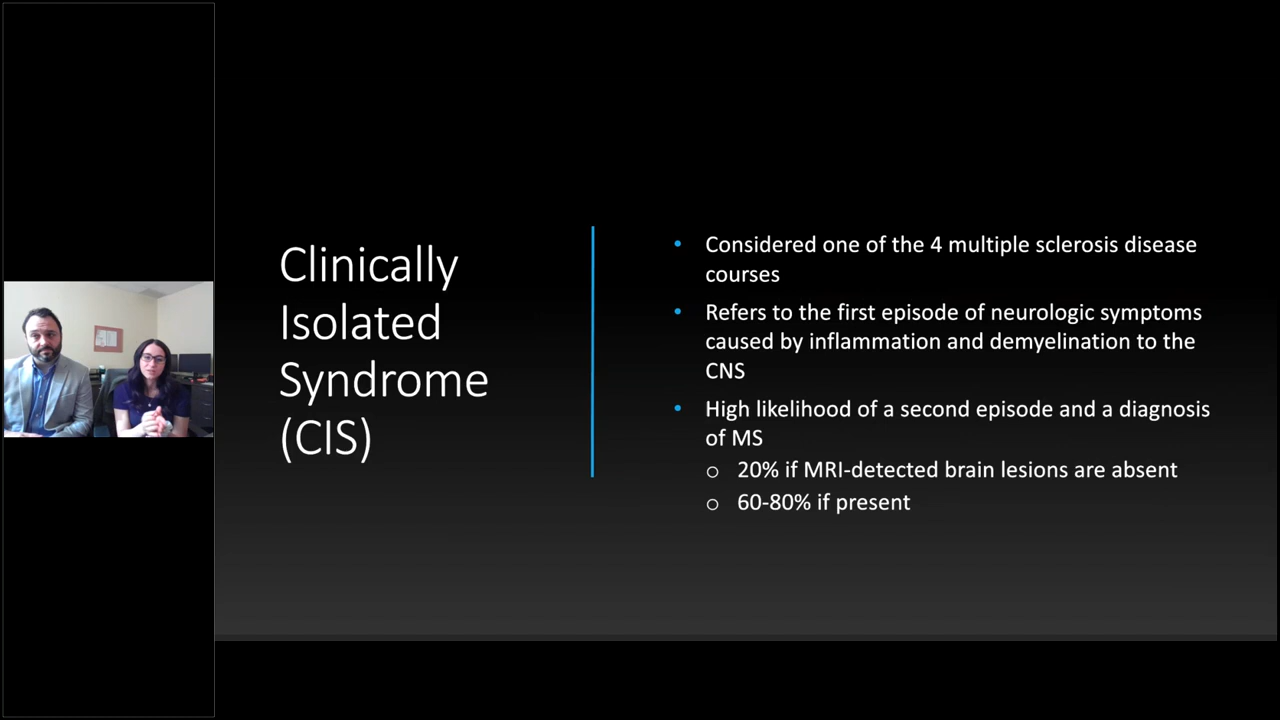 Clinically
Isolated
Syndrome
(CIS)
• Considered one of the 4 multiple sclerosis disease
courses
• Refers to the first episode of neurologic symptoms
caused by inflammation and demyelination to the
CNS
• High likelihood of a second episode and a diagnosis
of MS
o 20% if MRI-detected brain lesions are absent
o 60-80% if present